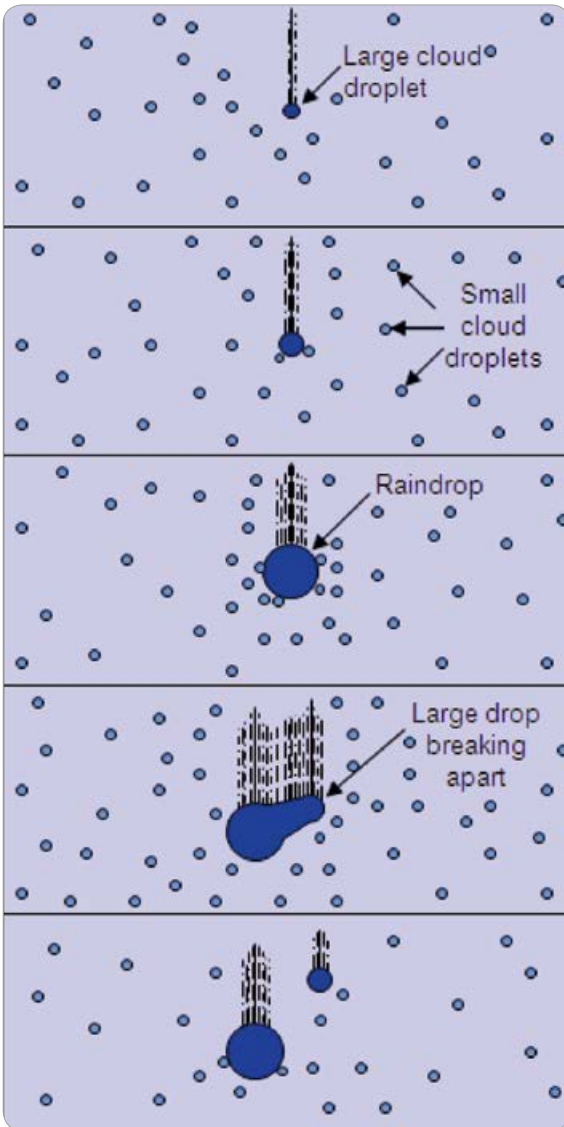 Large cloud
droplet
Small
cloud
droplets
Raindrop
Large drop
breaking
apart